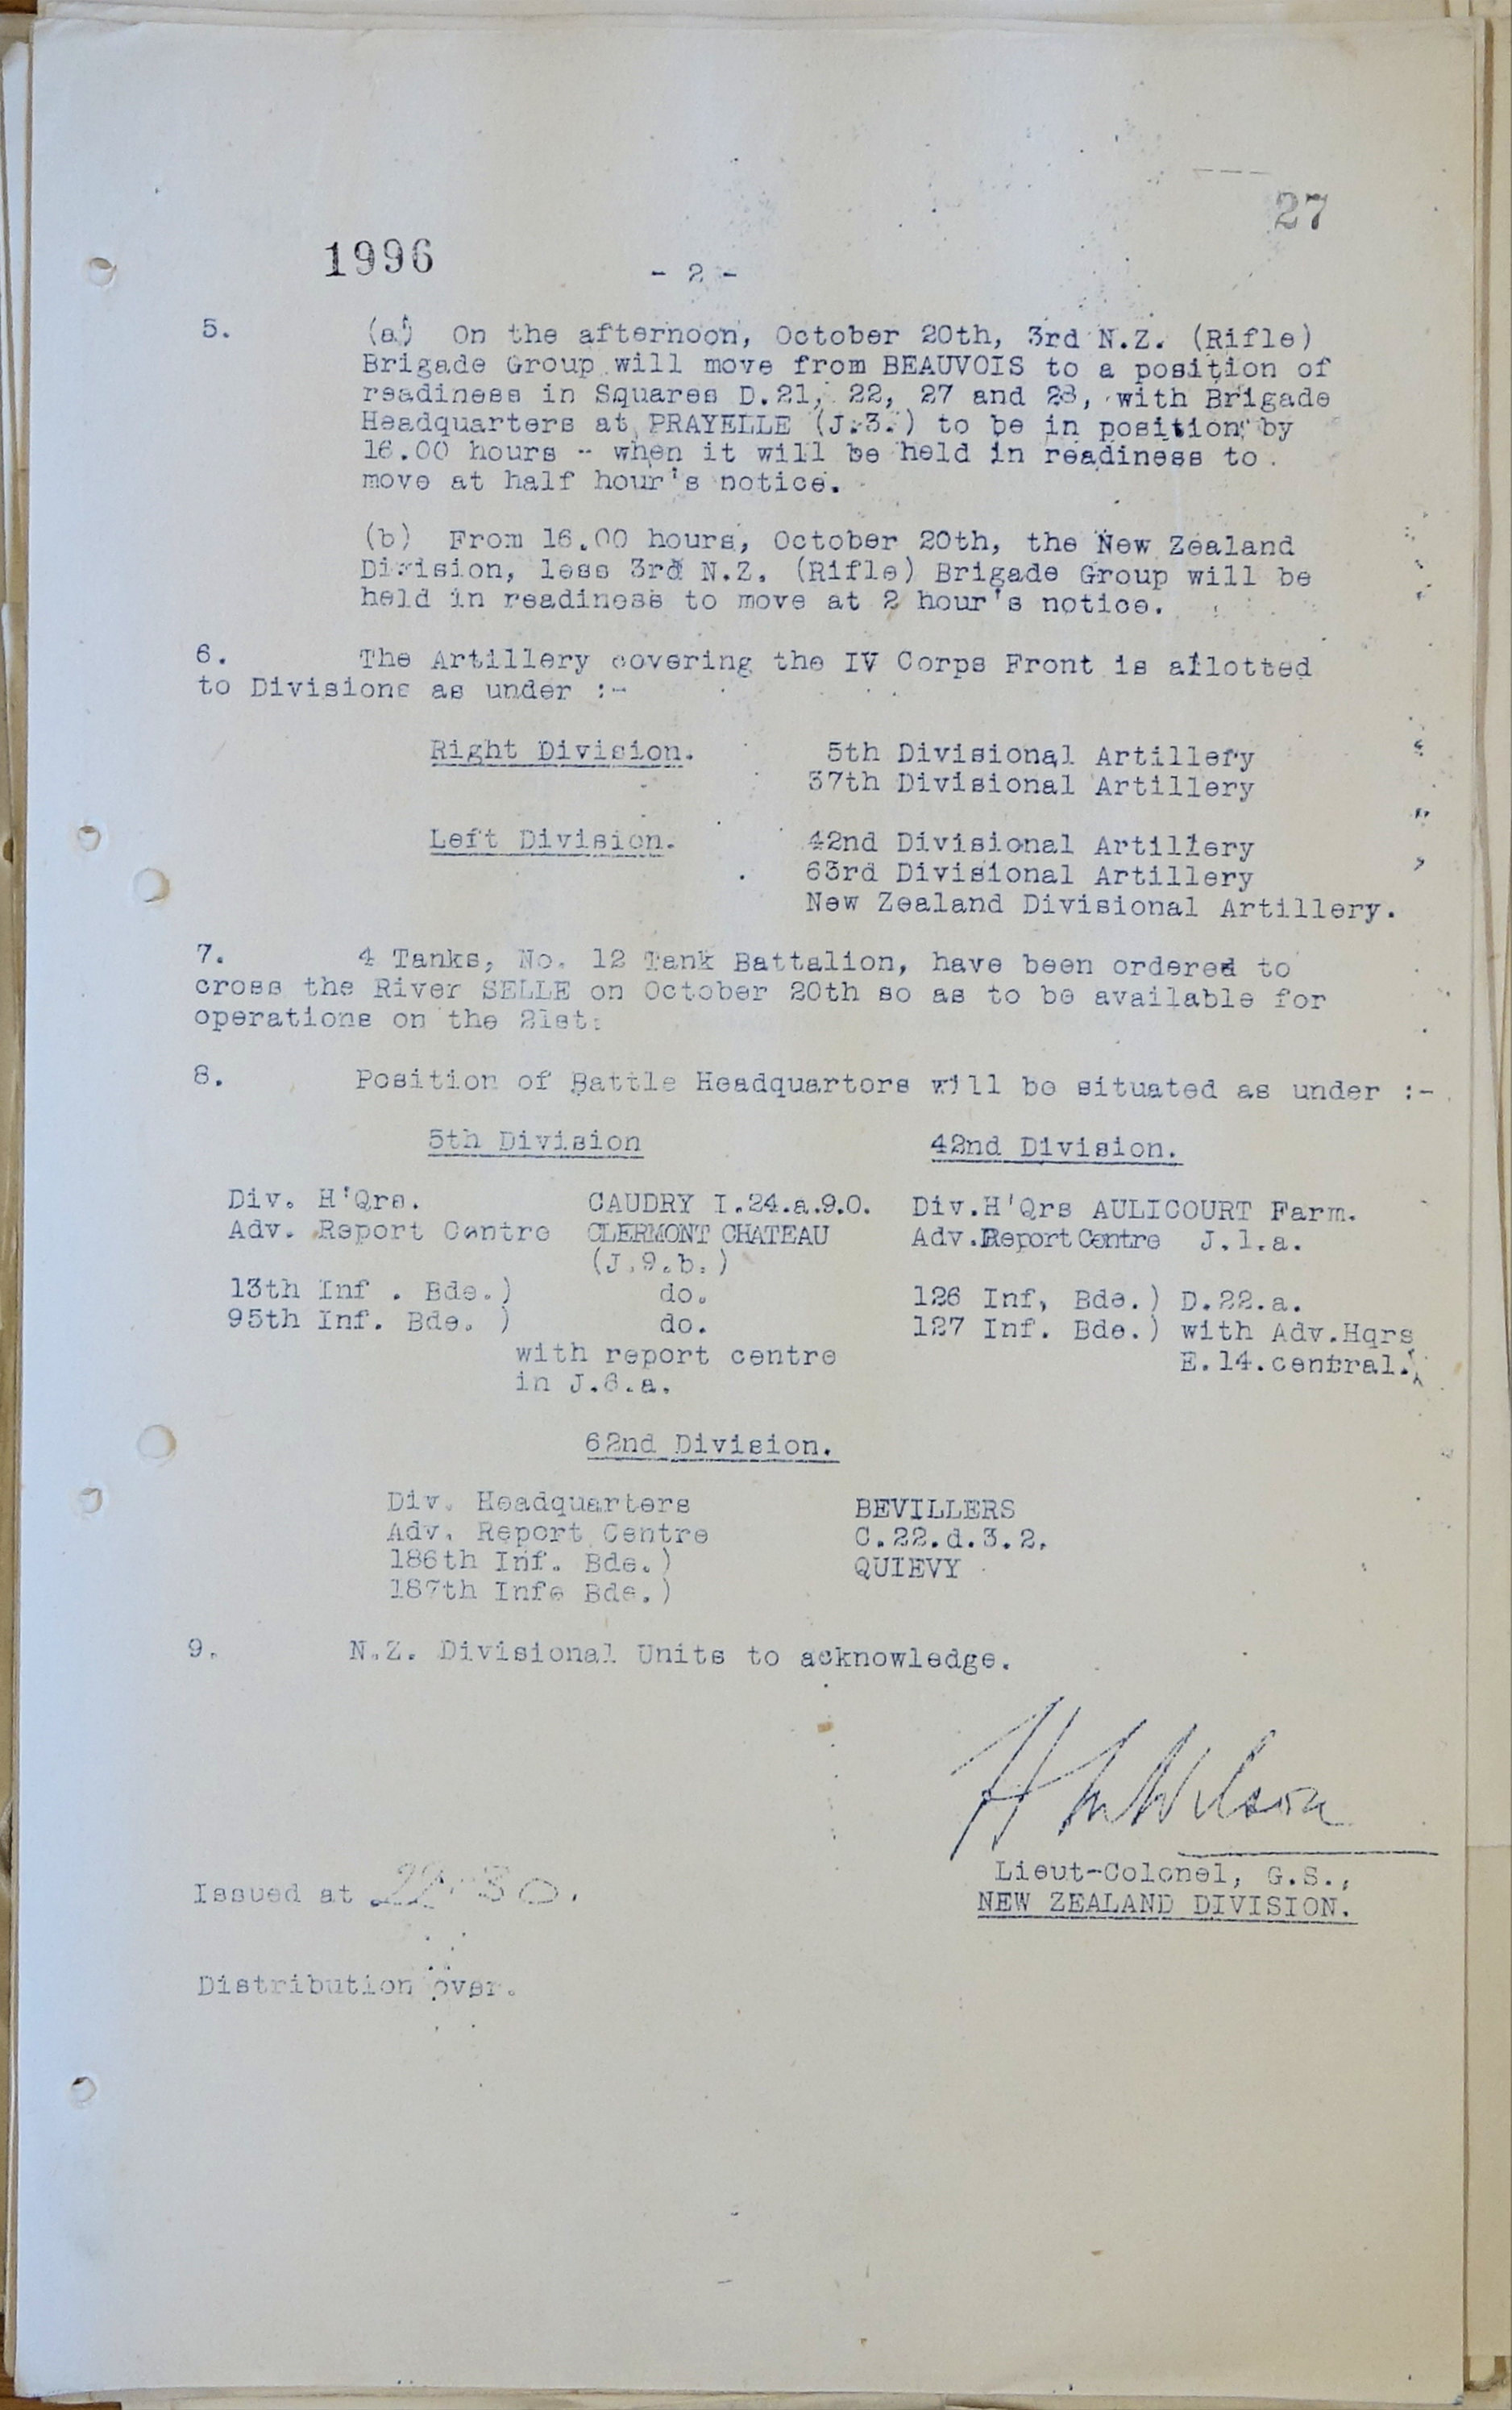 27
1996
- 2 -
5. (a) On the afternoon, October 20th, 3rd N.Z. (Rifle)
Brigade Group will move from BEAUVOIS to a position of
readiness in Squares D.21, 22, 27 and 28, with Brigade
Headquarters at PRAYELLE (J.3.) to be in position by
16.00 hours - when it will be held in readiness to
move at half hour's notice.
(b) From 16.00 hours, October 20th, the New Zealand
Division, less 3rd N.Z. (Rifle) Brigade Group will be
held in readiness to move at 2 hour's notice.
6. The Artillery covering the IV Corps Front is allotted
to Divisions as under :-
Right Division. 5th Divisional Artillery
37th Divisional Artillery
Left Division. 42nd Divisional Artillery
63rd Divisional Artillery
New Zealand Divisional Artillery.
7. 4 Tanks, No. 12 Tank Battalion, have been ordered to
cross the River SELLE on October 20th so as to be available for
operations on the 21st.
8. Position of Battle Headquarters will be situated as under :-
5th Division 42nd Division.
Div. H'Qrs. CAUDRY I.24.a.9.0. Div.H'Qrs AULICOURT Farm.
Adv. Report Centre CLERMONT CHATEAU Adv.Report Centre J.1.a.
(J.9.b.)
13th Inf . Bde.) do. 126 Inf, Bde.) D.22.a.
95th Inf. Bde. ) do. 127 Inf. Bde.) with Adv.Hqrs
with report centre E.14.central.
in J.6.a.
62nd Division.
Div. Headquarters BEVILLERS
Adv. Report Centre C.22.d.3.2.
186th Inf. Bde.) QUIEVY
187th Infe Bde.)
9. N.Z. Divisional Units to acknowledge.
H M Wilson
Lieut-Colonel, G.S.,
NEW ZEALAND DIVISION.
Issued at 22.30.
Distribution over.